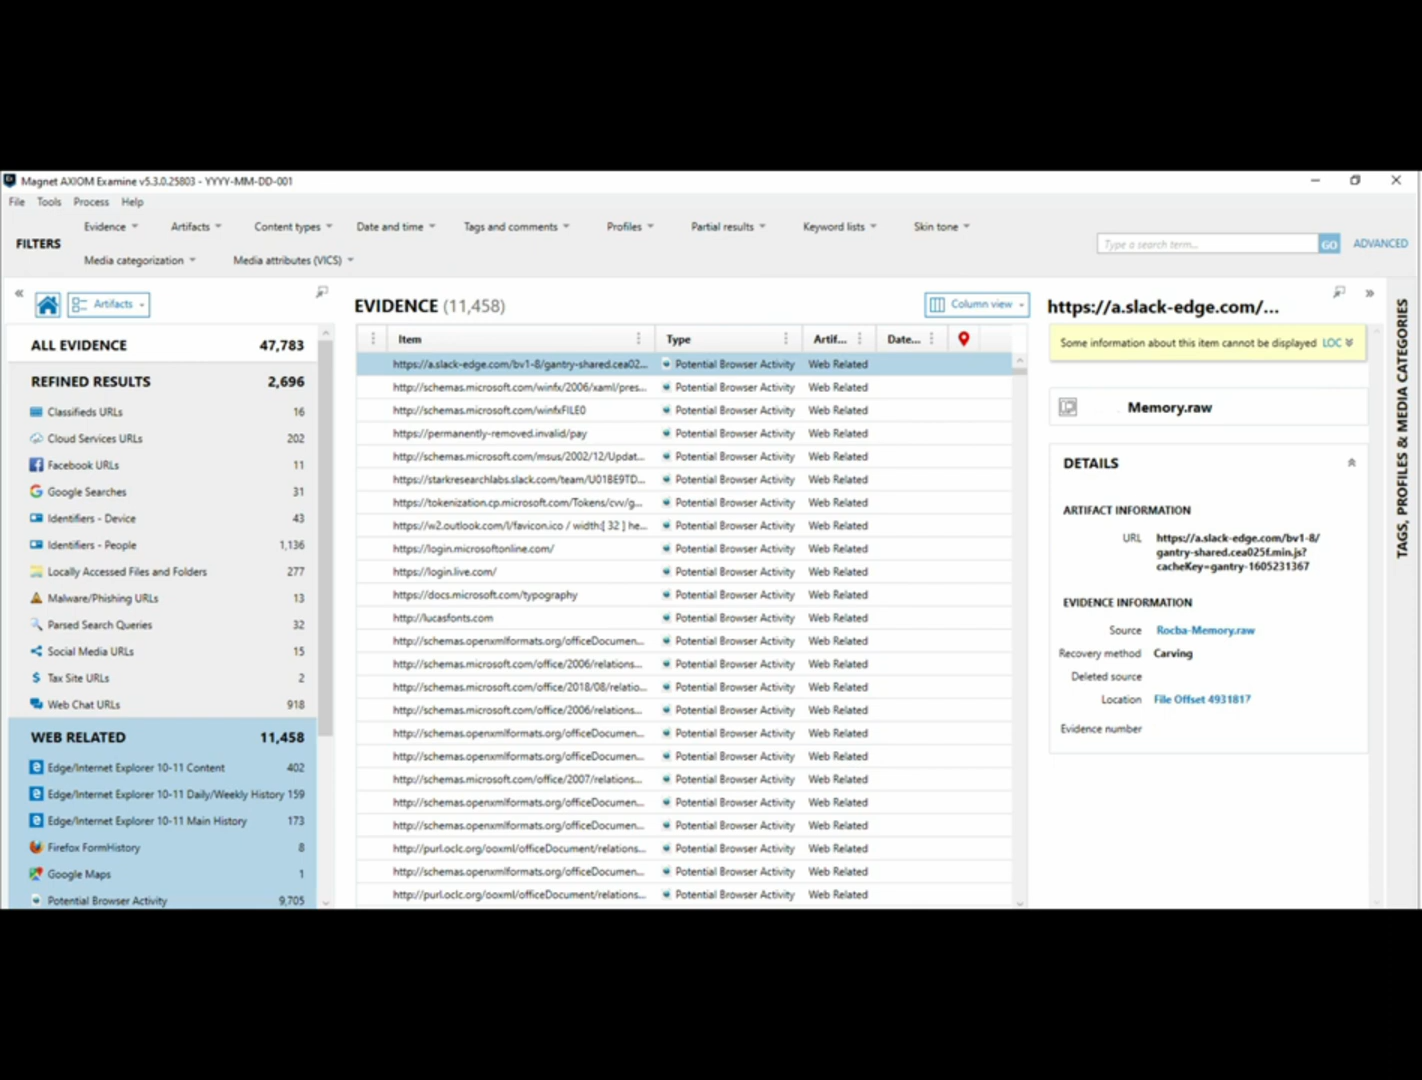 Magnet AXIOM Examine v5.3.0.25803 - YYYY-MM-DD-001
File Tools Process Help
FILTERS
Evidence Artifacts Content types Date and time Tags and comments Profiles Partial results Keyword lists Skin tone
Media categorization Media attributes (VICS)
Type a search term... GO ADVANCED
Artifacts
ALL EVIDENCE 47,783
REFINED RESULTS 2,696
Classifieds URLs 16
Cloud Services URLs 202
Facebook URLs 11
Google Searches 31
Identifiers - Device 43
Identifiers - People 1,136
Locally Accessed Files and Folders 277
Malware/Phishing URLs 13
Parsed Search Queries 32
Social Media URLs 15
Tax Site URLs 2
Web Chat URLs 918
WEB RELATED 11,458
Edge/Internet Explorer 10-11 Content 402
Edge/Internet Explorer 10-11 Daily/Weekly History 159
Edge/Internet Explorer 10-11 Main History 173
Firefox FormHistory 8
Google Maps 1
Potential Browser Activity 9,705
EVIDENCE (11,458)
Column view
Item Type Artif... Date...
https://a.slack-edge.com/bv1-8/gantry-shared.cea02... Potential Browser Activity Web Related
http://schemas.microsoft.com/winfx/2006/xaml/pres... Potential Browser Activity Web Related
http://schemas.microsoft.com/winfxFILE0 Potential Browser Activity Web Related
https://permanently-removed.invalid/pay Potential Browser Activity Web Related
http://schemas.microsoft.com/msus/2002/12/Updat... Potential Browser Activity Web Related
https://starkresearchlabs.slack.com/team/U01BE9TD... Potential Browser Activity Web Related
https://tokenization.cp.microsoft.com/Tokens/cvv/g... Potential Browser Activity Web Related
https://w2.outlook.com/l/favicon.ico / width:[ 32 ] he... Potential Browser Activity Web Related
https://login.microsoftonline.com/ Potential Browser Activity Web Related
https://login.live.com/ Potential Browser Activity Web Related
https://docs.microsoft.com/typography Potential Browser Activity Web Related
http://lucasfonts.com Potential Browser Activity Web Related
http://schemas.openxmlformats.org/officeDocumen... Potential Browser Activity Web Related
http://schemas.microsoft.com/office/2006/relations... Potential Browser Activity Web Related
http://schemas.microsoft.com/office/2018/08/relatio... Potential Browser Activity Web Related
http://schemas.microsoft.com/office/2006/relations... Potential Browser Activity Web Related
http://schemas.openxmlformats.org/officeDocumen... Potential Browser Activity Web Related
http://schemas.openxmlformats.org/officeDocumen... Potential Browser Activity Web Related
http://schemas.microsoft.com/office/2007/relations... Potential Browser Activity Web Related
http://schemas.openxmlformats.org/officeDocumen... Potential Browser Activity Web Related
http://schemas.openxmlformats.org/officeDocumen... Potential Browser Activity Web Related
http://purl.oclc.org/ooxml/officeDocument/relations... Potential Browser Activity Web Related
http://schemas.openxmlformats.org/officeDocumen... Potential Browser Activity Web Related
http://purl.oclc.org/ooxml/officeDocument/relations... Potential Browser Activity Web Related
https://a.slack-edge.com/...
Some information about this item cannot be displayed LOC
Memory.raw
DETAILS
ARTIFACT INFORMATION
URL https://a.slack-edge.com/bv1-8/
gantry-shared.cea025f.min.js?
cacheKey=gantry-1605231367
EVIDENCE INFORMATION
Source Rocba-Memory.raw
Recovery method Carving
Deleted source
Location File Offset 4931817
Evidence number
TAGS, PROFILES & MEDIA CATEGORIES